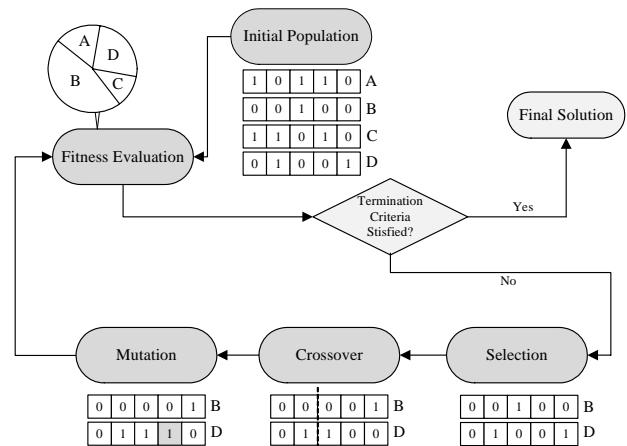 Initial Population
A
D
B
C
1 0 1 1 0 A
0 0 1 0 0 B
1 1 0 1 0 C
0 1 0 0 1 D
Final Solution
Fitness Evaluation
Termination
Criteria
Stisfied?
Yes
No
Mutation
Crossover
Selection
0 0 0 0 1 B
0 1 1 1 0 D
0 0 0 0 1 B
0 1 1 0 0 D
0 0 1 0 0 B
0 1 0 0 1 D